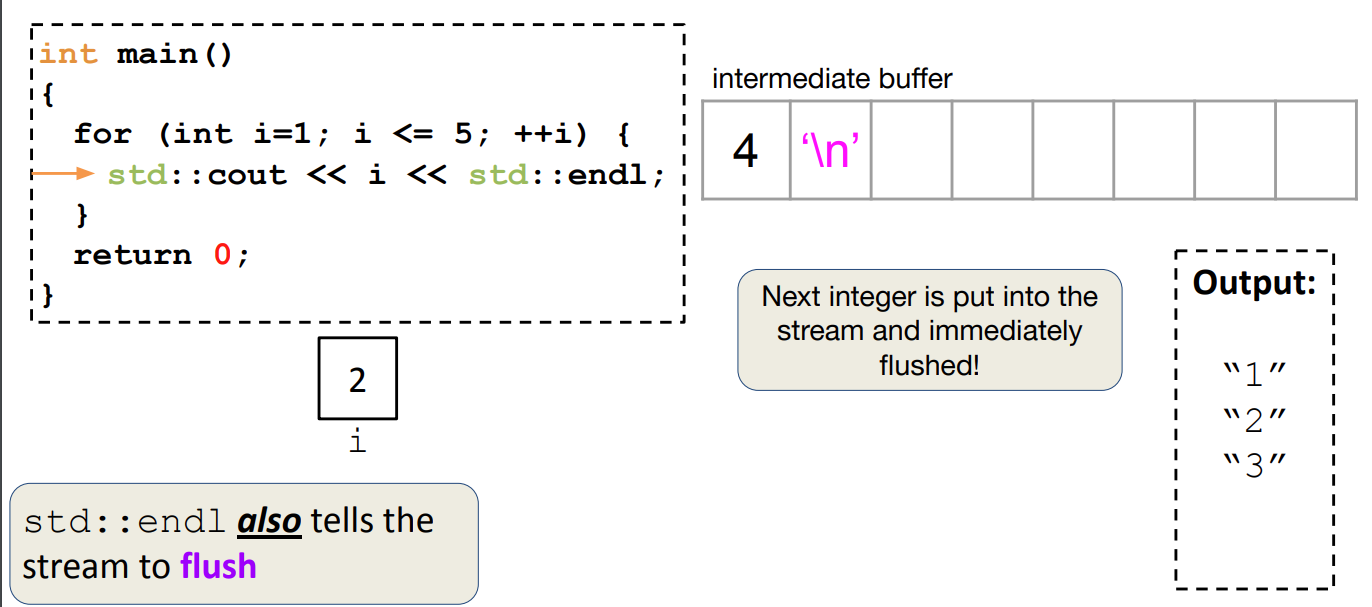 int main()
{
for (int i=1; i <= 5; ++i) {
std::cout << i << std::endl;
}
return 0;
}
intermediate buffer
4 ‘\n’
Next integer is put into the
stream and immediately
flushed!
Output:
“1”
“2”
“3”
2
i
std::endl also tells the
stream to flush